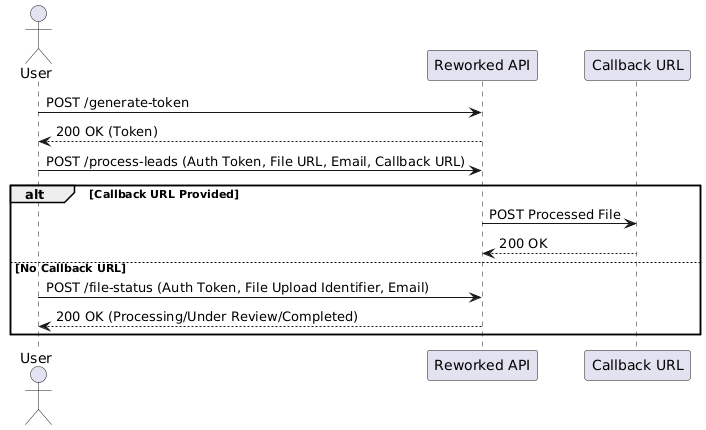 User
Reworked API
Callback URL
POST /generate-token
200 OK (Token)
POST /process-leads (Auth Token, File URL, Email, Callback URL)
alt [Callback URL Provided]
POST Processed File
200 OK
[No Callback URL]
POST /file-status (Auth Token, File Upload Identifier, Email)
200 OK (Processing/Under Review/Completed)
User
Reworked API
Callback URL